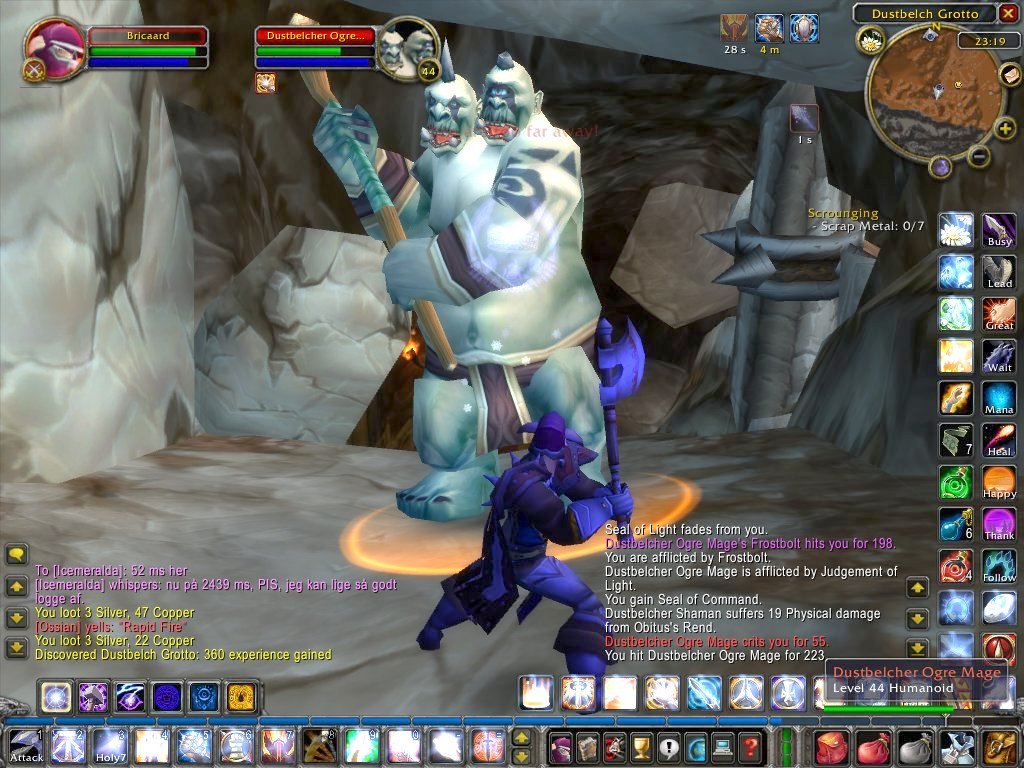 Bricaard
Dustbelcher Ogre...
44
28 s
4 m
Dustbelch Grotto
N
23:19
far away!
1 s
Scrounging
- Scrap Metal: 0/7
Busy
Lead
Great
Wait
Mana
7
Heal
Happy
6
Thank
4
Follow
To [Icemeralda]: 52 ms her
[Icemeralda] whispers: nu på 2439 ms, PIS, jeg kan lige så godt
logge af.
You loot 3 Silver, 47 Copper
[Ossian] yells: "Rapid Fire"
You loot 3 Silver, 22 Copper
Discovered Dustbelch Grotto: 360 experience gained
Seal of Light fades from you.
Dustbelcher Ogre Mage's Frostbolt hits you for 198.
You are afflicted by Frostbolt.
Dustbelcher Ogre Mage is afflicted by Judgement of
Light.
You gain Seal of Command.
Dustbelcher Shaman suffers 19 Physical damage
from Obitus's Rend.
Dustbelcher Ogre Mage crits you for 55.
You hit Dustbelcher Ogre Mage for 223.
Dustbelcher Ogre Mage
Level 44 Humanoid
Attack
Holy7